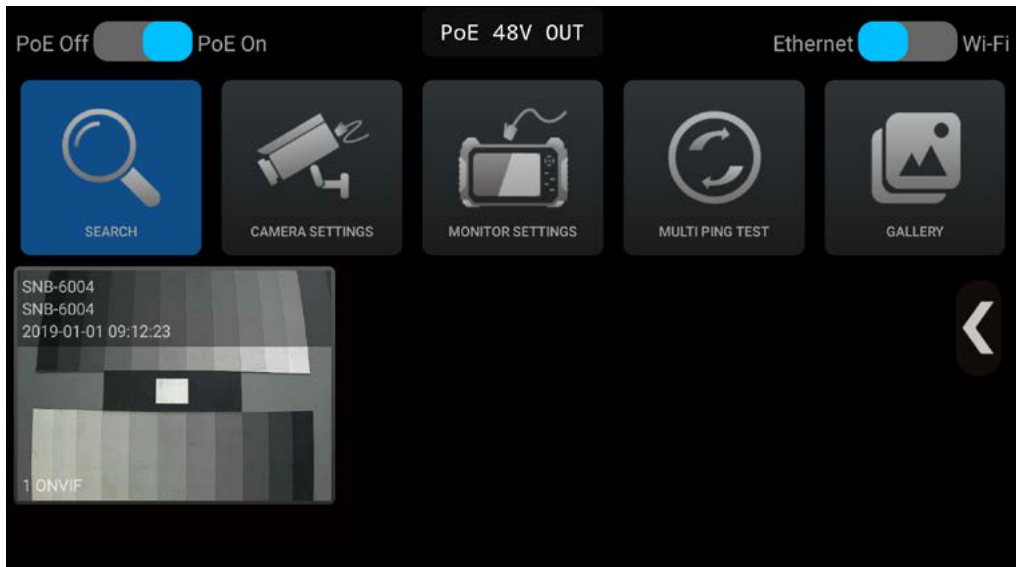 PoE Off
PoE On
PoE 48V OUT
Ethernet
Wi-Fi
SEARCH
CAMERA SETTINGS
MONITOR SETTINGS
MULTI PING TEST
GALLERY
SNB-6004
SNB-6004
2019-01-01 09:12:23
1 ONVIF